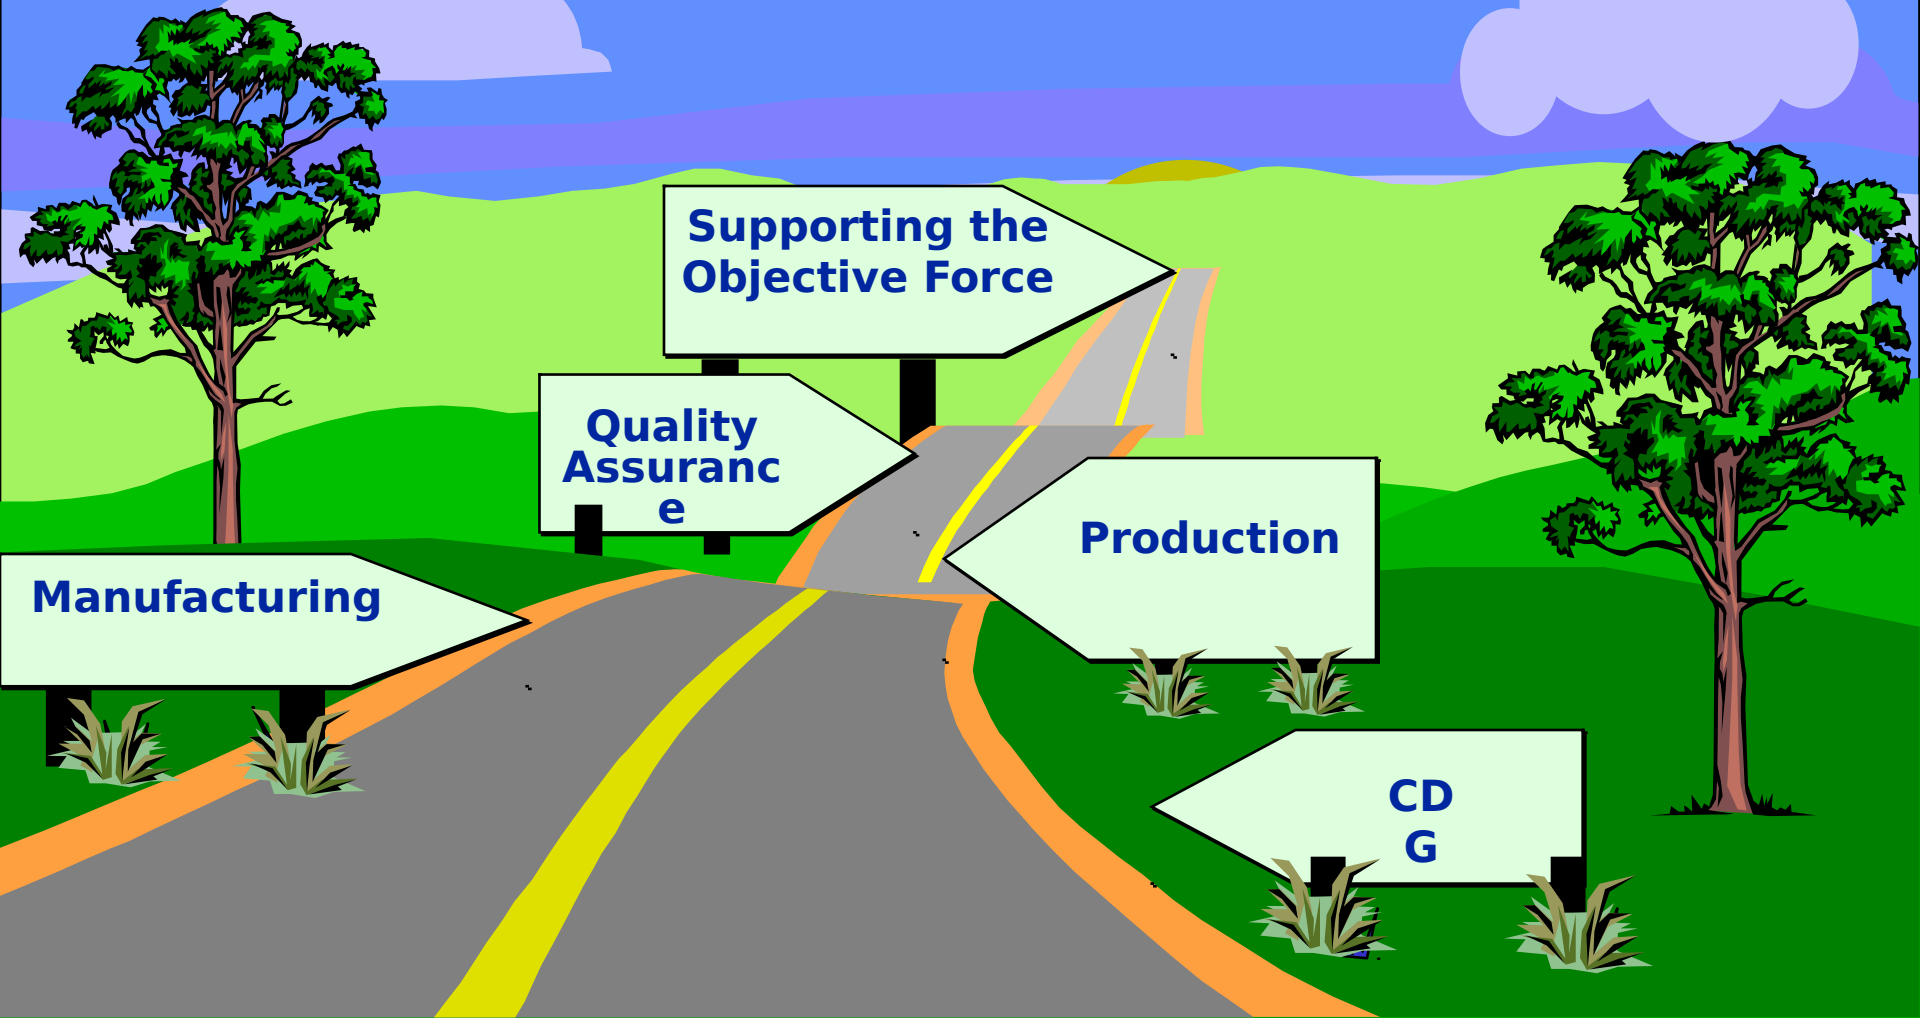 Supporting the
Objective Force
Quality
Assuranc
e
Production
Manufacturing
CD
G